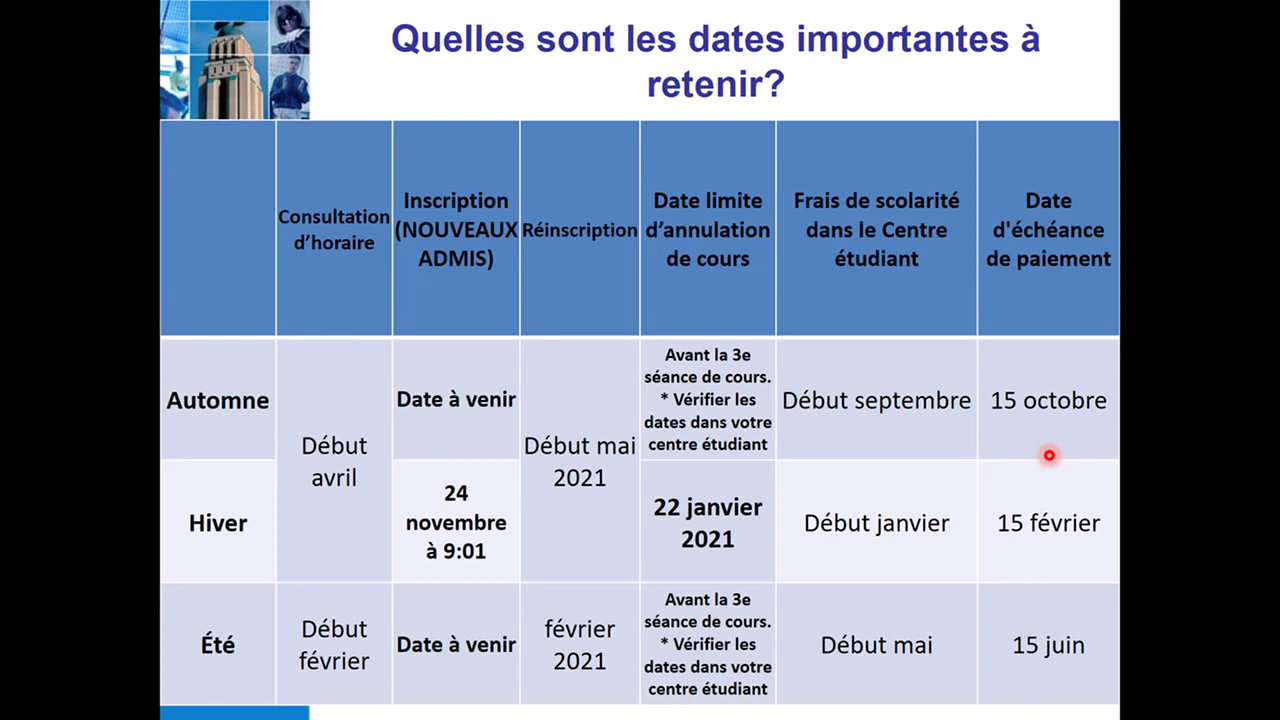 Quelles sont les dates importantes à
retenir?
Consultation
d’horaire
Inscription
(NOUVEAUX
ADMIS)
Réinscription
Date limite
d’annulation
de cours
Frais de scolarité
dans le Centre
étudiant
Date
d'échéance
de paiement
Automne
Début
avril
Date à venir
Début mai
2021
Avant la 3e
séance de cours.
* Vérifier les
dates dans votre
centre étudiant
Début septembre
15 octobre
Hiver
24
novembre
à 9:01
22 janvier
2021
Début janvier
15 février
Été
Début
février
Date à venir
février
2021
Avant la 3e
séance de cours.
* Vérifier les
dates dans votre
centre étudiant
Début mai
15 juin